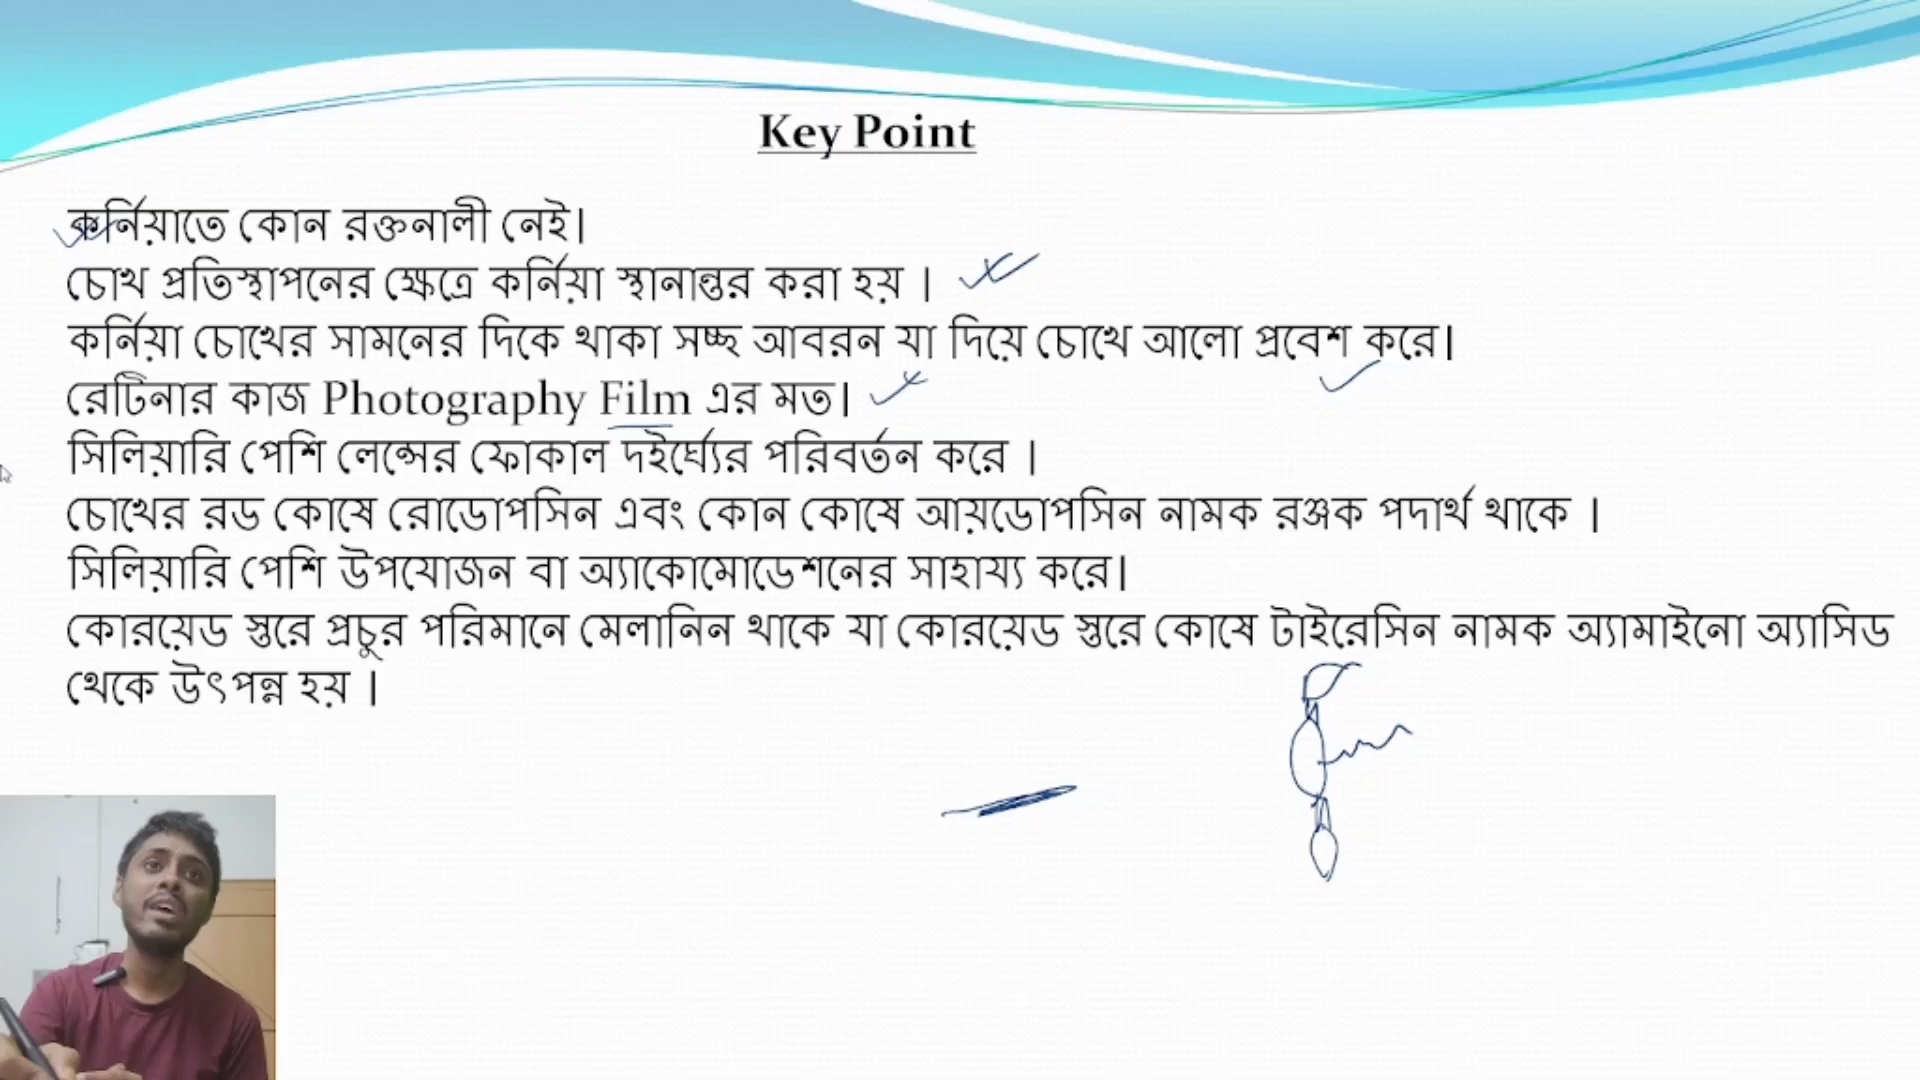 Key Point
কর্নিয়াতে কোন রক্তনালী নেই।
চোখ প্রতিস্থাপনের ক্ষেত্রে কর্নিয়া স্থানান্তর করা হয় ।
কর্নিয়া চোখের সামনের দিকে থাকা সচ্ছ আবরন যা দিয়ে চোখে আলো প্রবেশ করে।
রেটিনার কাজ Photography Film এর মত।
সিলিয়ারি পেশি লেন্সের ফোকাল দইর্ঘ্যের পরিবর্তন করে ।
চোখের রড কোষে রোডোপসিন এবং কোন কোষে আয়ডোপসিন নামক রঞ্জক পদার্থ থাকে ।
সিলিয়ারি পেশি উপযোজন বা অ্যাকোমোডেশনের সাহায্য করে।
কোরয়েড স্তরে প্রচুর পরিমানে মেলানিন থাকে যা কোরয়েড স্তরে কোষে টাইরেসিন নামক অ্যামাইনো অ্যাসিড
থেকে উৎপন্ন হয় ।